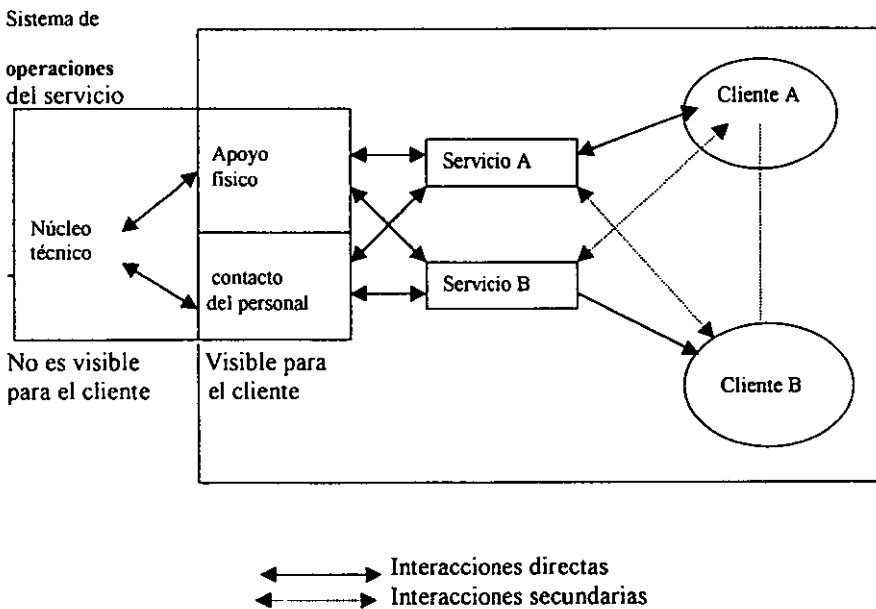 Sistema de
operaciones
del servicio
Apoyo
físico
Núcleo
técnico
contacto
del personal
Servicio A
Servicio B
Cliente A
Cliente B
No es visible
para el cliente
Visible para
el cliente
Interacciones directas
Interacciones secundarias